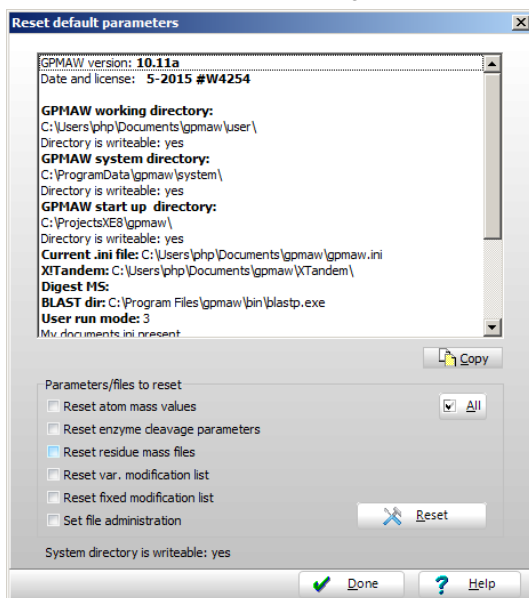 Reset default parameters
GPMAW version: 10.11a
Date and license: 5-2015 #W4254
GPMAW working directory:
C:\Users\php\Documents\gpmaw\user\
Directory is writeable: yes
GPMAW system directory:
C:\ProgramData\gpmaw\system\
Directory is writeable: yes
GPMAW start up directory:
C:\ProjectsXE8\gpmaw\
Directory is writeable: yes
Current .ini file: C:\Users\php\Documents\gpmaw\gpmaw.ini
X!Tandem: C:\Users\php\Documents\gpmaw\XTandem\
Digest MS:
BLAST dir: C:\Program Files\gpmaw\bin\blastp.exe
User run mode: 3
My documents ini present
Copy
Parameters/files to reset
Reset atom mass values
All
Reset enzyme cleavage parameters
Reset residue mass files
Reset var. modification list
Reset fixed modification list
Set file administration
Reset
System directory is writeable: yes
Done
Help